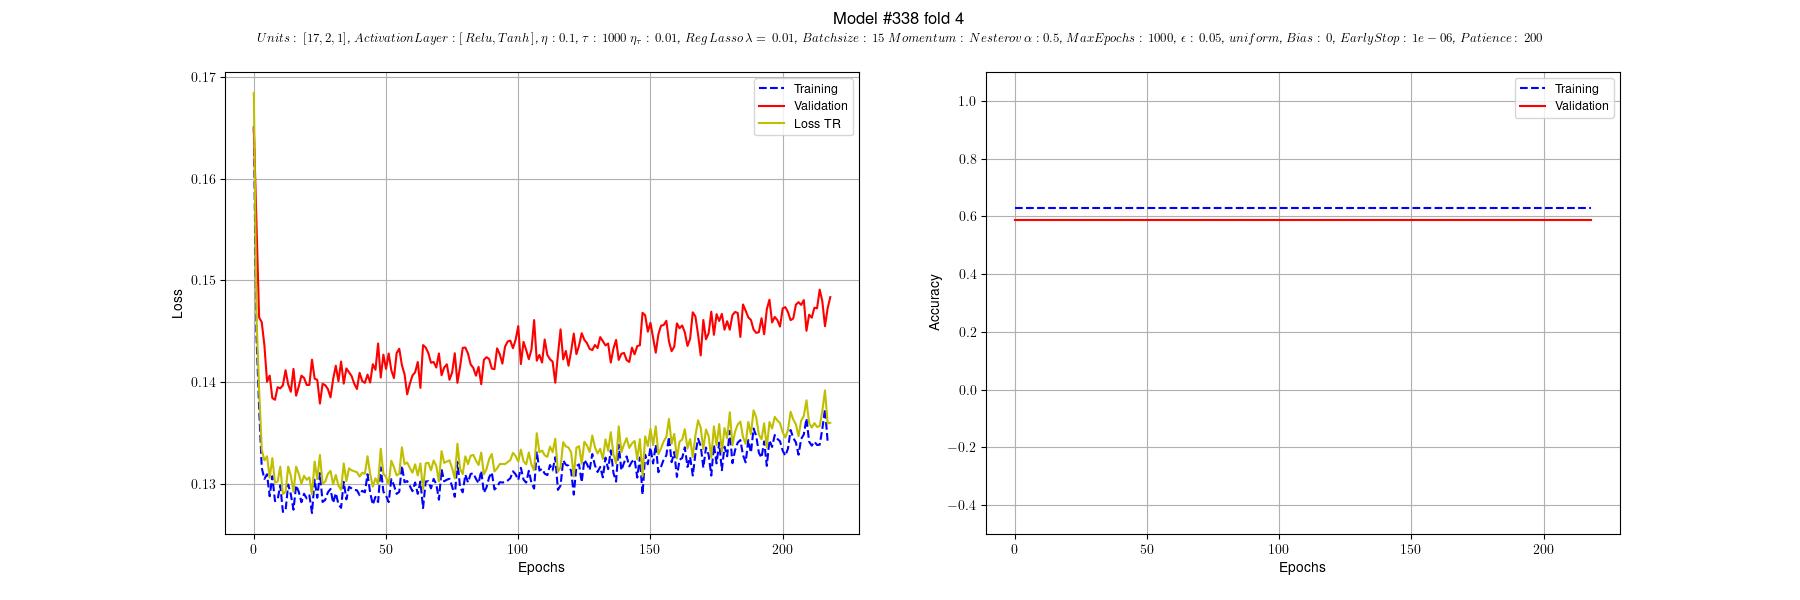 Model #338 fold 4
Units : [17, 2, 1], ActivationLayer : [Relu, Tanh], η : 0.1, τ : 1000 ητ : 0.01, Reg Lasso λ = 0.01, Batchsize : 15 Momentum : Nesterov α : 0.5, MaxEpochs : 1000, ϵ : 0.05, uniform, Bias : 0, EarlyStop : 1e − 06, Patience : 200
0.17
0.16
0.15
0.14
0.13
Loss
0 50 100 150 200
Epochs
Training
Validation
Loss TR
1.0
0.8
0.6
0.4
0.2
0.0
−0.2
−0.4
Accuracy
0 50 100 150 200
Epochs
Training
Validation